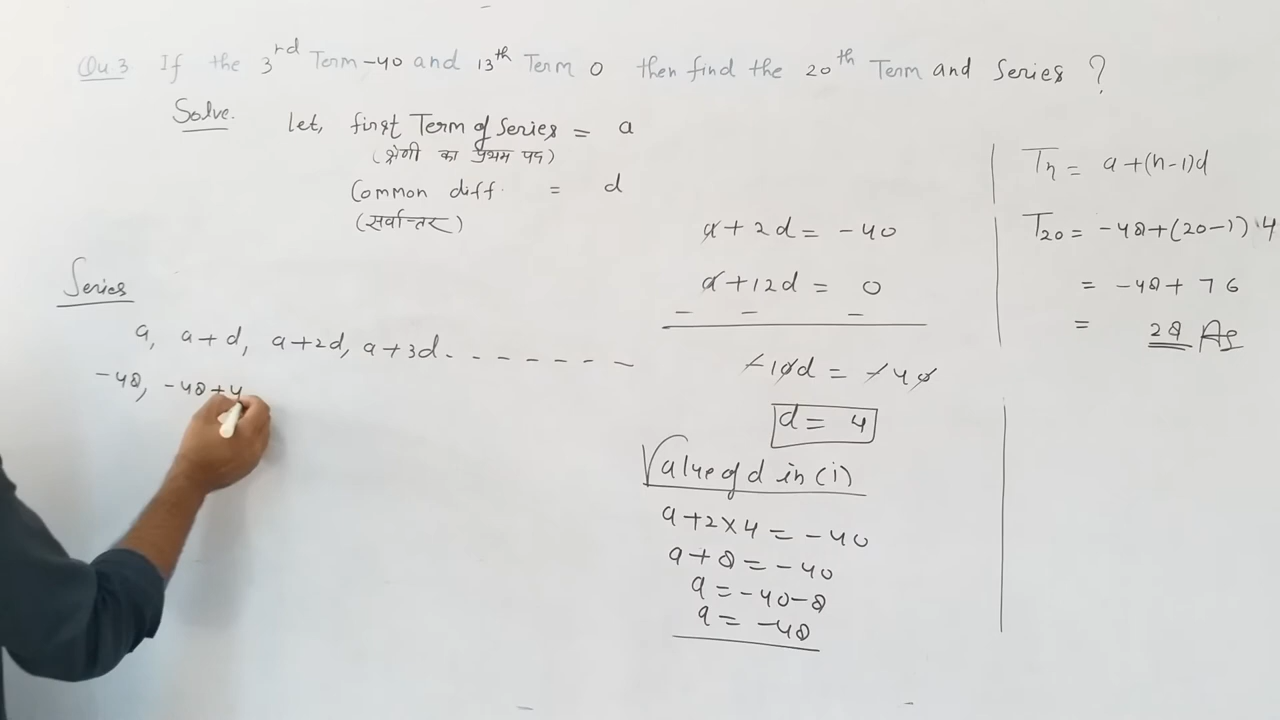 Qu 3 If the 3rd Term -40 and 13th Term 0 then find the 20th Term and Series ?
Solve. let, first Term of Series = a
(श्रेणी का प्रथम पद)
Common diff. = d
(सर्वान्तर)
Series
a, a+d, a+2d, a+3d - - - - - - -
-48, -48+4
a + 2d = -40
a + 12d = 0
- - -
-10d = -40
d = 4
Value of d in (i)
a+2×4 = -40
a+8 = -40
a = -40-8
a = -48
Tn = a+(n-1)d
T20 = -48+(20-1)·4
= -48+76
= 28 As